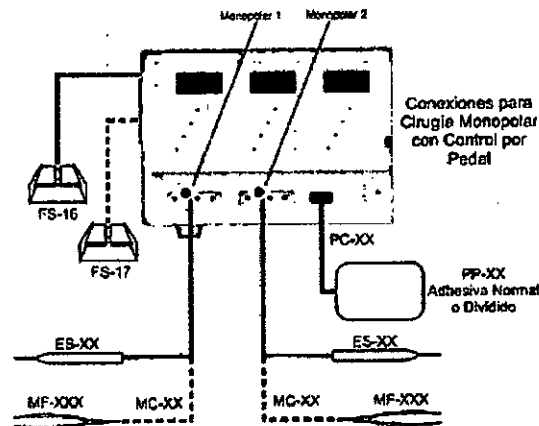 Monopolar 1
Monopolar 2
Conexiones para
Cirugía Monopolar
con Control por
Pedal
FS-16
FS-17
PC-XX
PP-XX
Adhesiva Normal
o Dividido
ES-XX
ES-XX
MF-XXX
MC-XX
MC-XX
MF-XXX